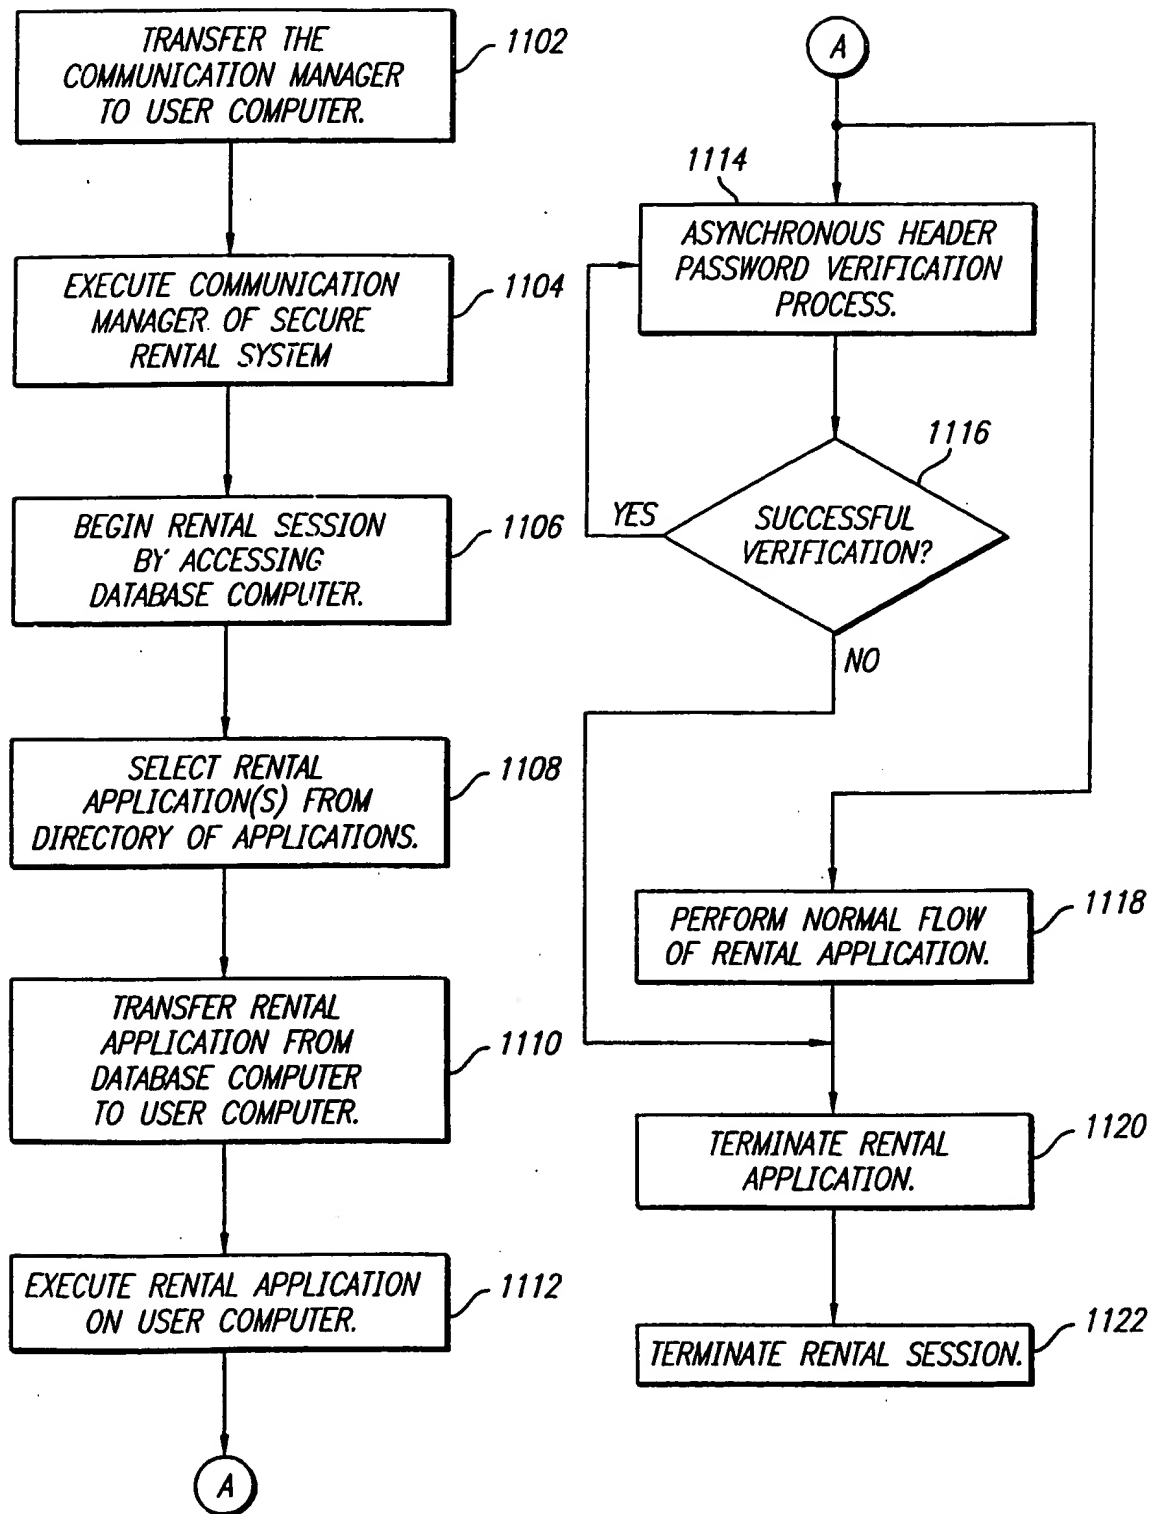 TRANSFER THE
COMMUNICATION MANAGER
TO USER COMPUTER.
1102
EXECUTE COMMUNICATION
MANAGER OF SECURE
RENTAL SYSTEM
1104
BEGIN RENTAL SESSION
BY ACCESSING
DATABASE COMPUTER.
1106
SELECT RENTAL
APPLICATION(S) FROM
DIRECTORY OF APPLICATIONS.
1108
TRANSFER RENTAL
APPLICATION FROM
DATABASE COMPUTER
TO USER COMPUTER.
1110
EXECUTE RENTAL APPLICATION
ON USER COMPUTER.
1112
A
A
1114
ASYNCHRONOUS HEADER
PASSWORD VERIFICATION
PROCESS.
1116
SUCCESSFUL
VERIFICATION?
YES
NO
PERFORM NORMAL FLOW
OF RENTAL APPLICATION.
1118
TERMINATE RENTAL
APPLICATION.
1120
TERMINATE RENTAL SESSION.
1122